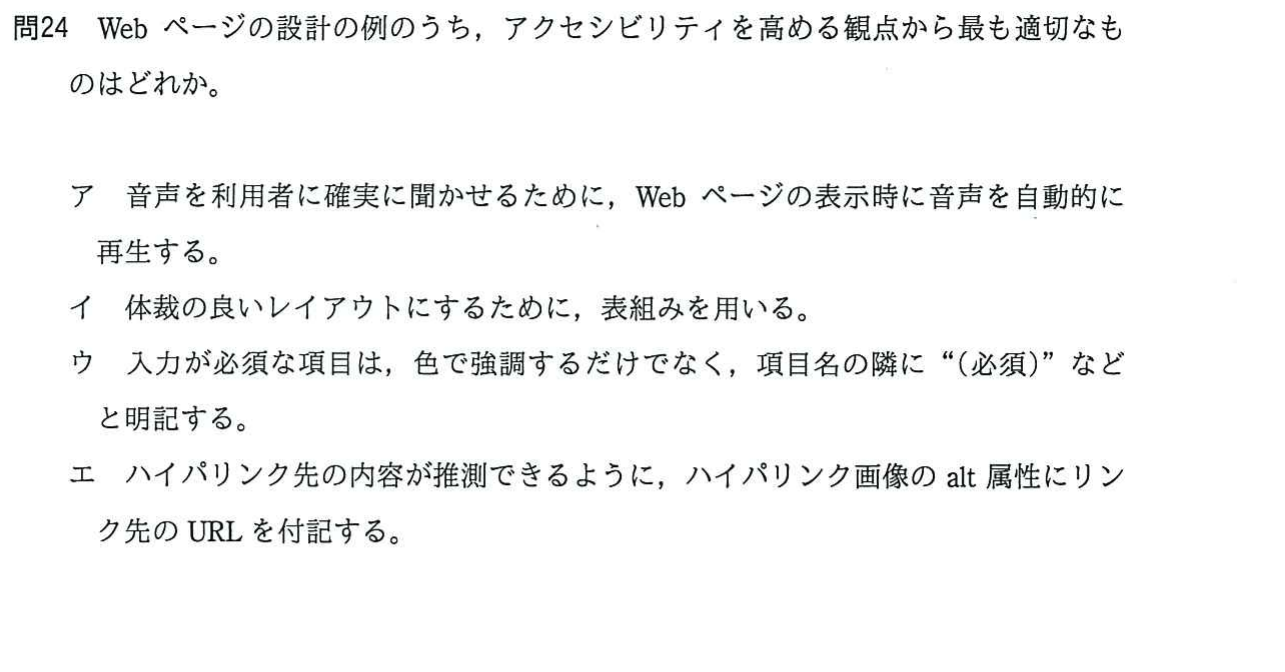 問24　Web ページの設計の例のうち，アクセシビリティを高める観点から最も適切なも
のはどれか。
ア　音声を利用者に確実に聞かせるために，Web ページの表示時に音声を自動的に
再生する。
イ　体裁の良いレイアウトにするために，表組みを用いる。
ウ　入力が必須な項目は，色で強調するだけでなく，項目名の隣に “（必須）” など
と明記する。
エ　ハイパリンク先の内容が推測できるように，ハイパリンク画像の alt 属性にリン
ク先の URL を付記する。